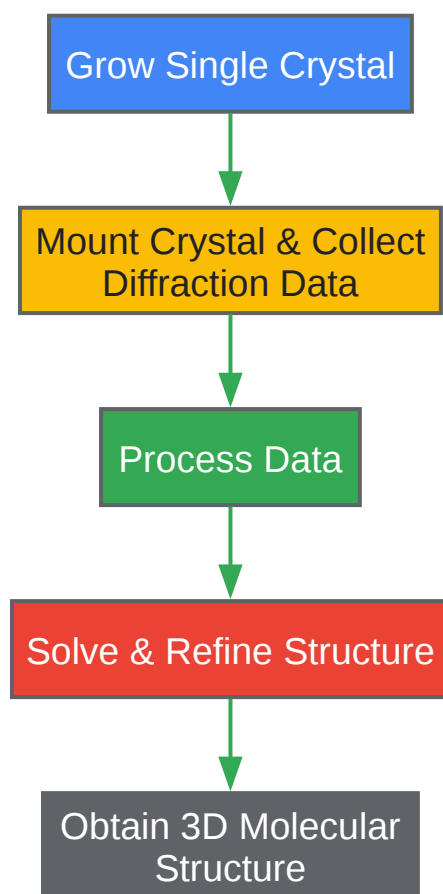 Grow Single Crystal
Mount Crystal & Collect
Diffraction Data
Process Data
Solve & Refine Structure
Obtain 3D Molecular
Structure